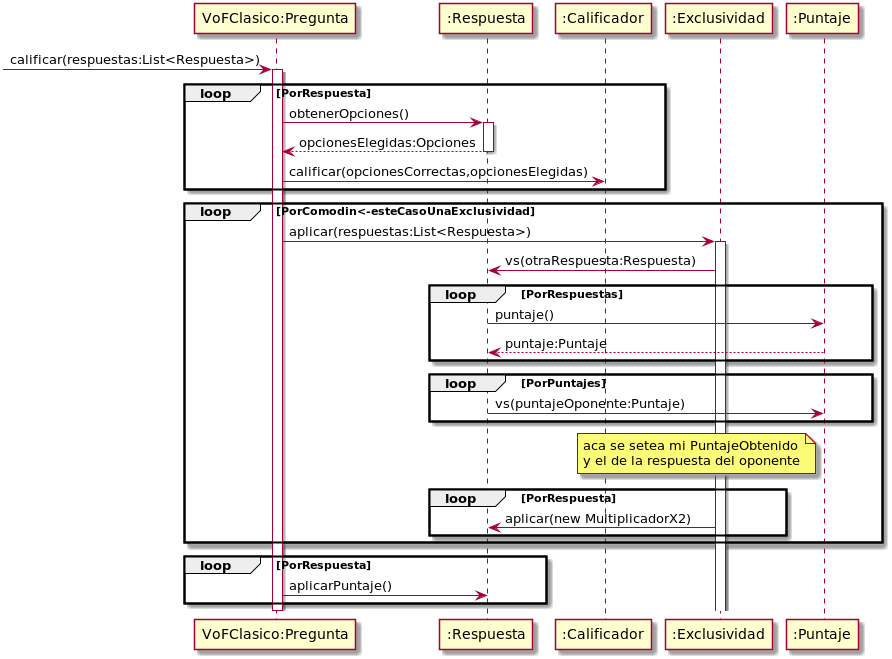 VoFClasico:Pregunta :Respuesta :Calificador :Exclusividad :Puntaje
calificar(respuestas:List<Respuesta>)
loop [PorRespuesta]
obtenerOpciones()
opcionesElegidas:Opciones
calificar(opcionesCorrectas,opcionesElegidas)
loop [PorComodin<-esteCasoUnaExclusividad]
aplicar(respuestas:List<Respuesta>)
vs(otraRespuesta:Respuesta)
loop [PorRespuestas]
puntaje()
puntaje:Puntaje
loop [PorPuntajes]
vs(puntajeOponente:Puntaje)
aca se setea mi PuntajeObtenido
y el de la respuesta del oponente
loop [PorRespuesta]
aplicar(new MultiplicadorX2)
loop [PorRespuesta]
aplicarPuntaje()
VoFClasico:Pregunta :Respuesta :Calificador :Exclusividad :Puntaje